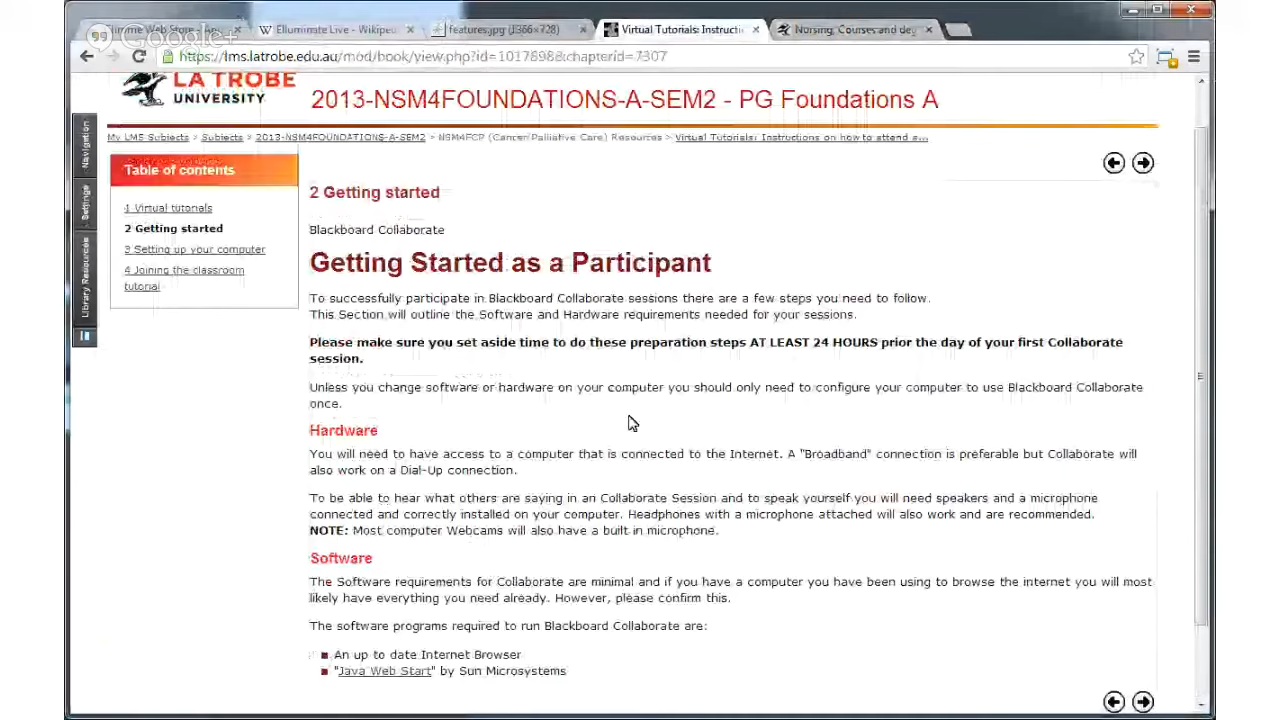 Elluminate Live - Wikipe
features.jpg (1366×728)
Virtual Tutorials: Instructi
Nursing, Courses and deg
Google+
https://lms.latrobe.edu.au/mod/book/view.php?id=1017898&chapterid=7307
LA TROBE
UNIVERSITY
2013-NSM4FOUNDATIONS-A-SEM2 - PG Foundations A
My LMS Subjects > Subjects > 2013-NSM4FOUNDATIONS-A-SEM2 > NSM4FCP (Cancer/Palliative Care) Resources > Virtual Tutorials: Instructions on how to attend a...
Navigation
Settings
Library Resources
Table of contents
1 Virtual tutorials
2 Getting started
3 Setting up your computer
4 Joining the classroom
tutorial
2 Getting started
Blackboard Collaborate
Getting Started as a Participant
To successfully participate in Blackboard Collaborate sessions there are a few steps you need to follow.
This Section will outline the Software and Hardware requirements needed for your sessions.
Please make sure you set aside time to do these preparation steps AT LEAST 24 HOURS prior the day of your first Collaborate
session.
Unless you change software or hardware on your computer you should only need to configure your computer to use Blackboard Collaborate
once.
Hardware
You will need to have access to a computer that is connected to the Internet. A "Broadband" connection is preferable but Collaborate will
also work on a Dial-Up connection.
To be able to hear what others are saying in an Collaborate Session and to speak yourself you will need speakers and a microphone
connected and correctly installed on your computer. Headphones with a microphone attached will also work and are recommended.
NOTE: Most computer Webcams will also have a built in microphone.
Software
The Software requirements for Collaborate are minimal and if you have a computer you have been using to browse the internet you will most
likely have everything you need already. However, please confirm this.
The software programs required to run Blackboard Collaborate are:
An up to date Internet Browser
"Java Web Start" by Sun Microsystems